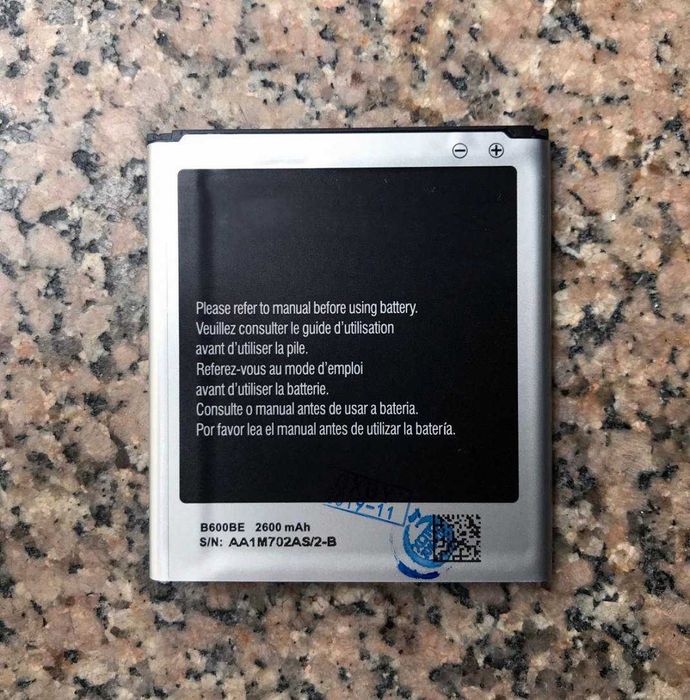 Please refer to manual before using battery.
Veuillez consulter le guide d'utilisation
avant d'utiliser la pile.
Referez-vous au mode d'emploi
avant d'utiliser la batterie.
Consulte o manual antes de usar a bateria.
Por favor lea el manual antes de utilizar la batería.
B600BE 2600 mAh
S/N: AA1M702AS/2-B